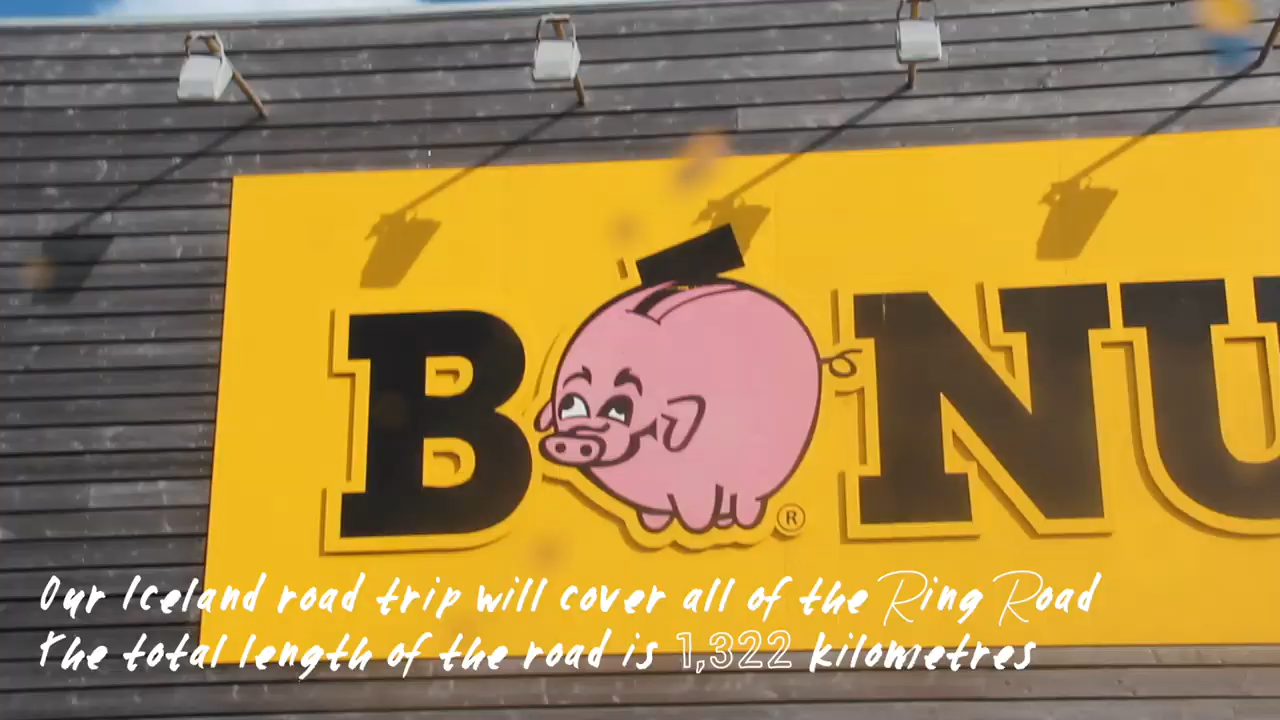 BÓNU
®
Our Iceland road trip will cover all of the Ring Road
The total length of the road is 1,322 kilometres